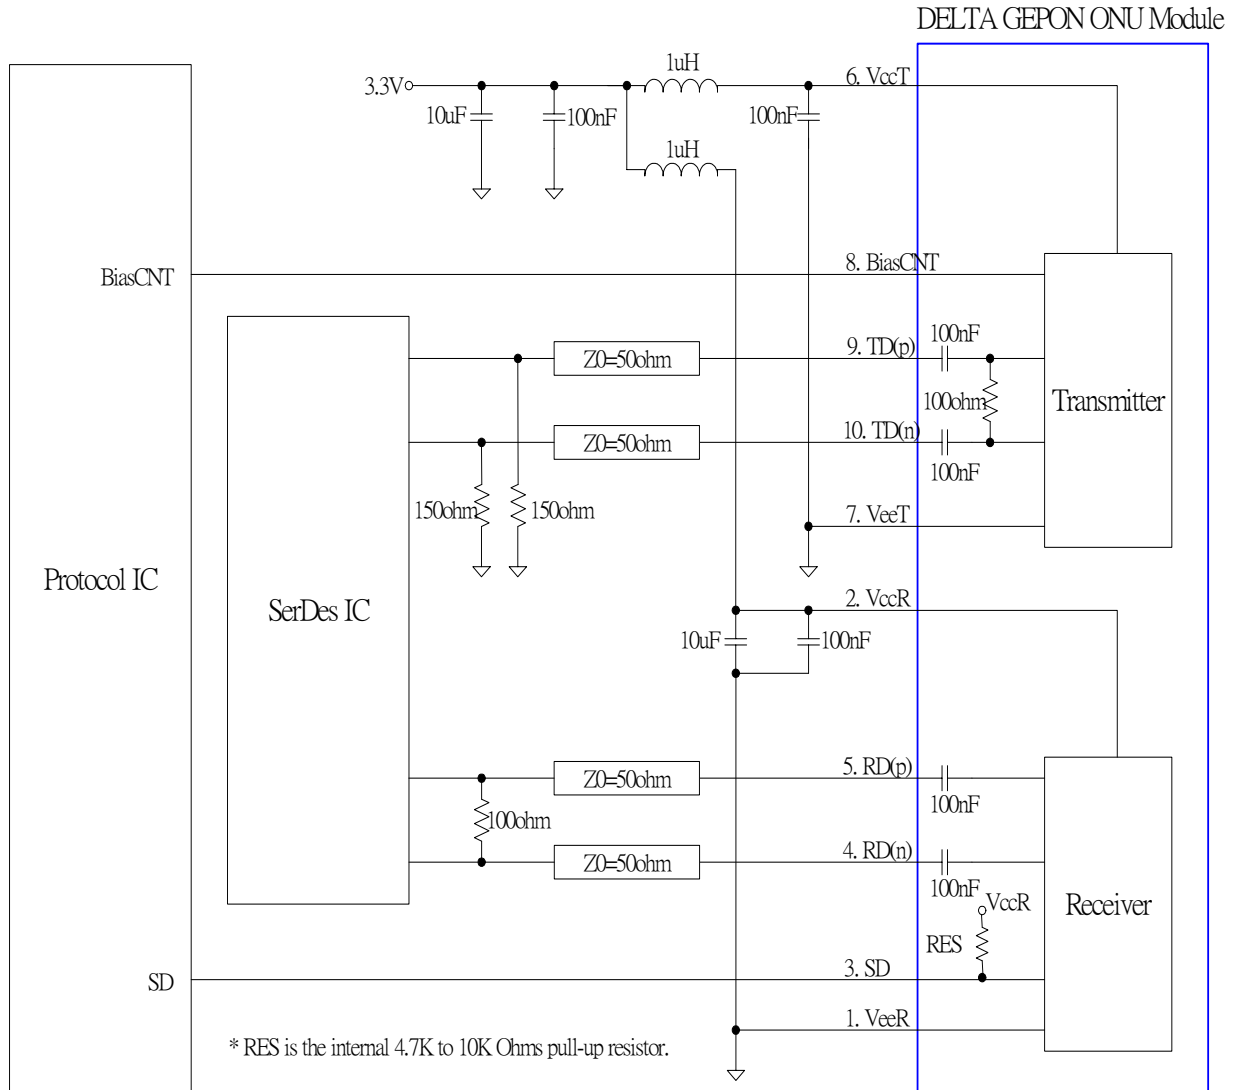 DELTA GEPON ONU Module
1uH
6. VccT
3.3V
10uF
100nF
100nF
1uH
BiasCNT
8. BiasCNT
100nF
Z0=50ohm
9. TD(p)
100ohm
Transmitter
Z0=50ohm
10. TD(n)
100nF
150ohm
150ohm
7. VeeT
Protocol IC
SerDes IC
2. VccR
10uF
100nF
Z0=50ohm
5. RD(p)
100nF
100ohm
Z0=50ohm
4. RD(n)
100nF
VccR
Receiver
RES
SD
3. SD
1. VeeR
* RES is the internal 4.7K to 10K Ohms pull-up resistor.